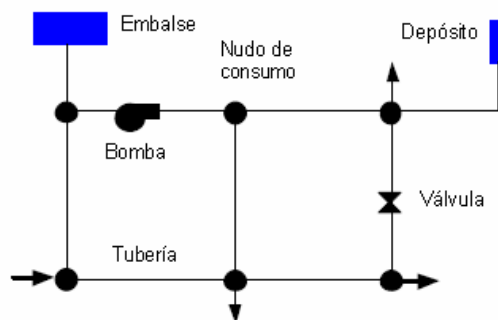 Embalse
Depósito
Nudo de
consumo
Bomba
Válvula
Tubería